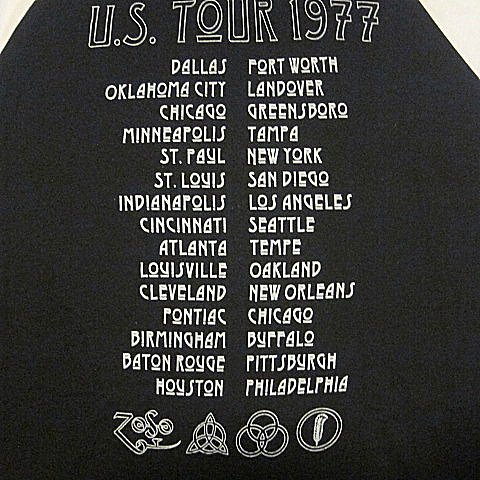 U.S. TOUR 1977
DALLAS FORT WORTH
OKLAHOMA CITY LANDOVER
CHICAGO GREENSBORO
MINNEAPOLIS TAMPA
ST. PAUL NEW YORK
ST. LOUIS SAN DIEGO
INDIANAPOLIS LOS ANGELES
CINCINNATI SEATTLE
ATLANTA TEMPE
LOUISVILLE OAKLAND
CLEVELAND NEW ORLEANS
PONTIAC CHICAGO
BIRMINGHAM BUFFALO
BATON ROUGE PITTSBURGH
HOUSTON PHILADELPHIA
ZOSO